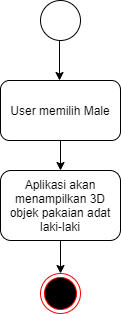 User memilih Male
Aplikasi akan
menampilkan 3D
objek pakaian adat
laki-laki